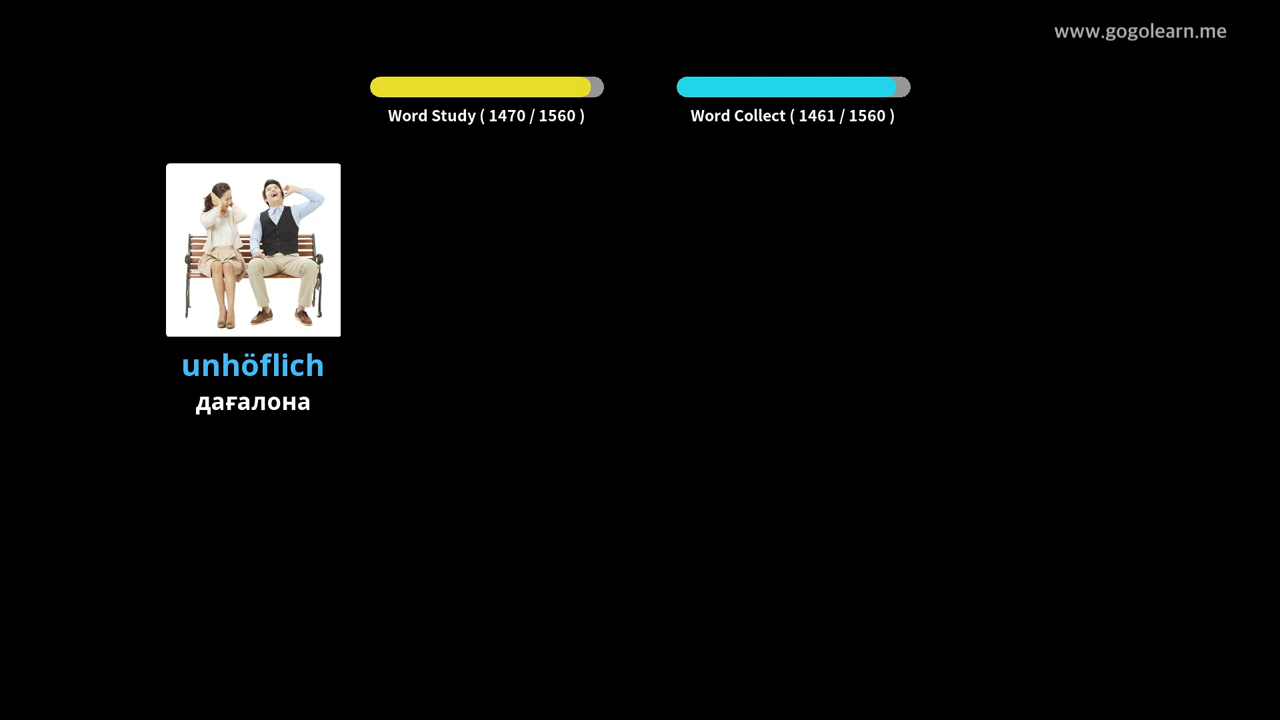 www.gogolearn.me
Word Study ( 1470 / 1560 )
Word Collect ( 1461 / 1560 )
unhöflich
дағалона